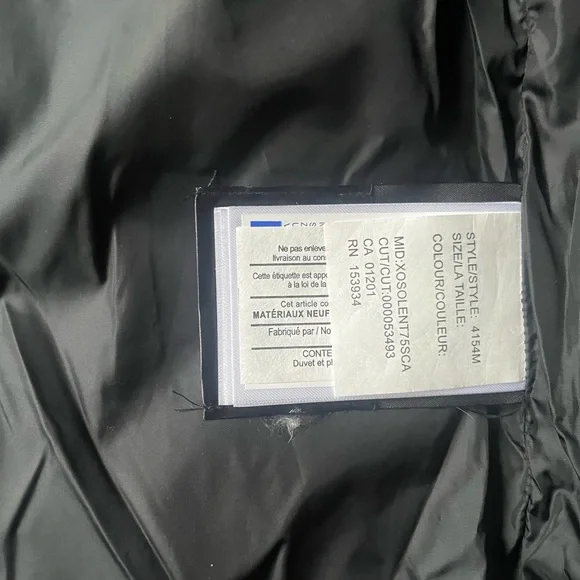 STYLE/STYLE: 4154M
SIZE/LA TAILLE:
COLOUR/COULEUR:
MID:XOSOLENT75SCA
CUT/CUT:000053493
CA 01201
RN 153934
Ne pas enleve
livraison au con
Cette étiquette est appo
à la loi de la
Cet article co
MATÉRIAUX NEUF
Fabriqué par / No
CONTE
Duvet et pl